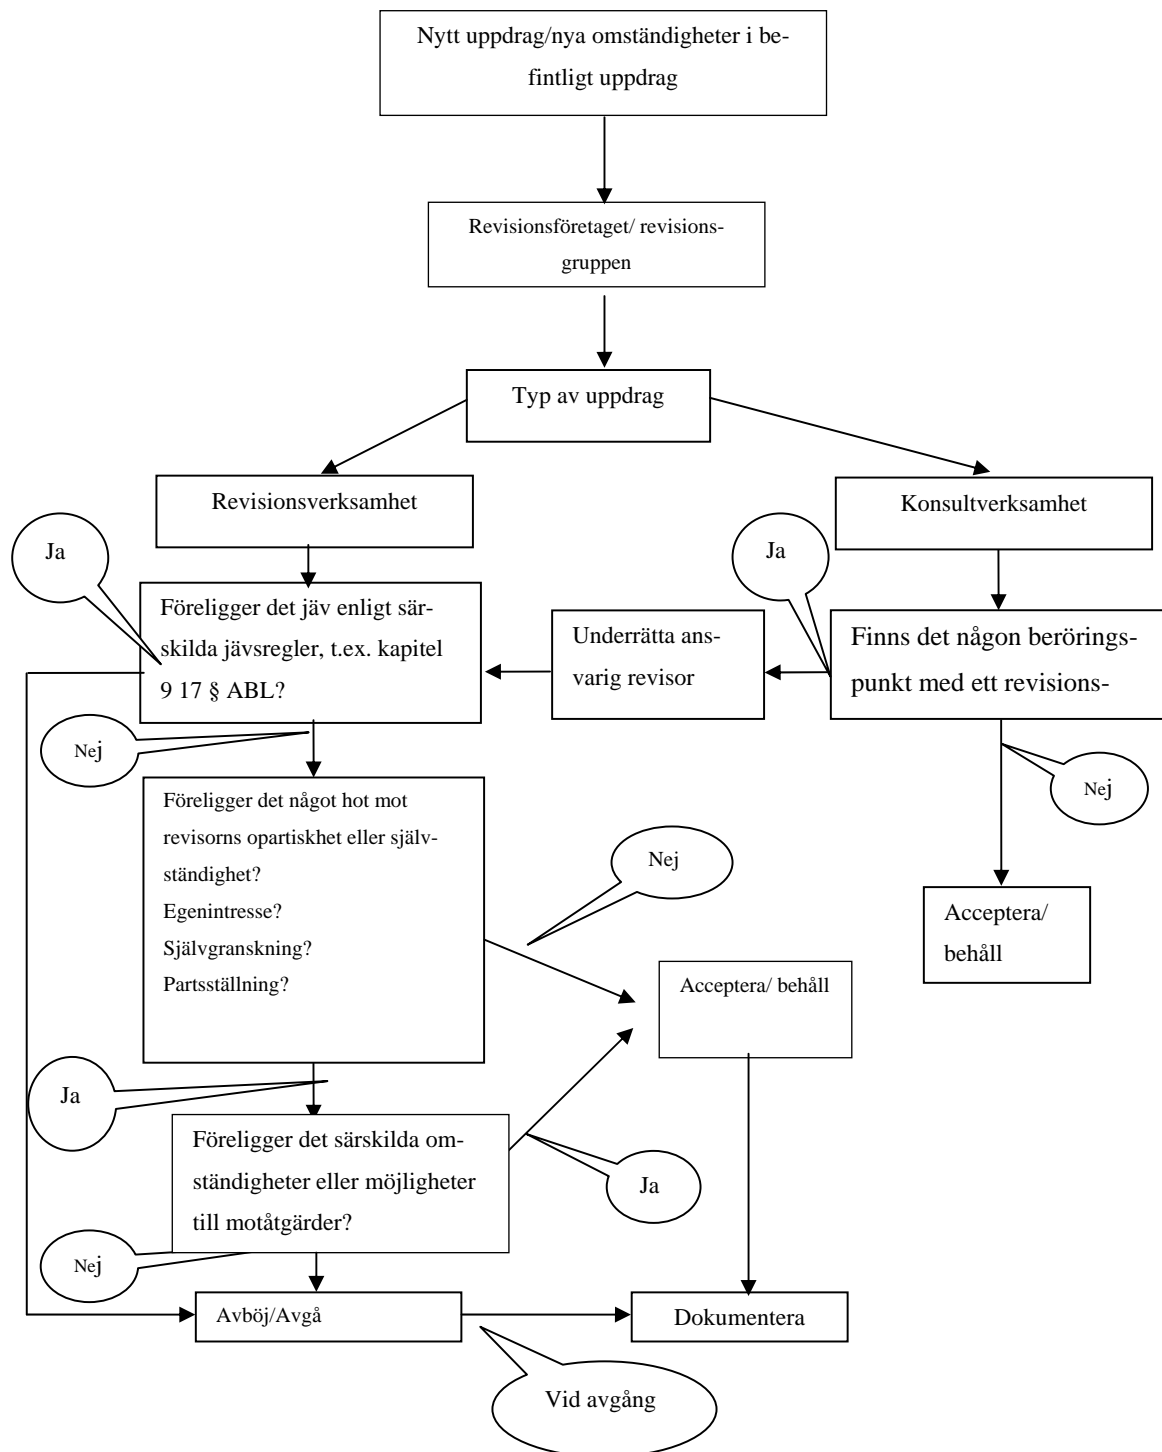 Nytt uppdrag/nya omständigheter i be-
fintligt uppdrag
Revisionsföretaget/ revisions-
gruppen
Typ av uppdrag
Revisionsverksamhet
Konsultverksamhet
Ja
Ja
Föreligger det jäv enligt sär-
skilda jävsregler, t.ex. kapitel
9 17 § ABL?
Underrätta ans-
varig revisor
Finns det någon berörings-
punkt med ett revisions-
Nej
Nej
Föreligger det något hot mot
revisorns opartiskhet eller själv-
ständighet?
Egenintresse?
Självgranskning?
Partsställning?
Nej
Acceptera/
behåll
Acceptera/ behåll
Ja
Föreligger det särskilda om-
ständigheter eller möjligheter
till motåtgärder?
Ja
Nej
Avböj/Avgå
Dokumentera
Vid avgång